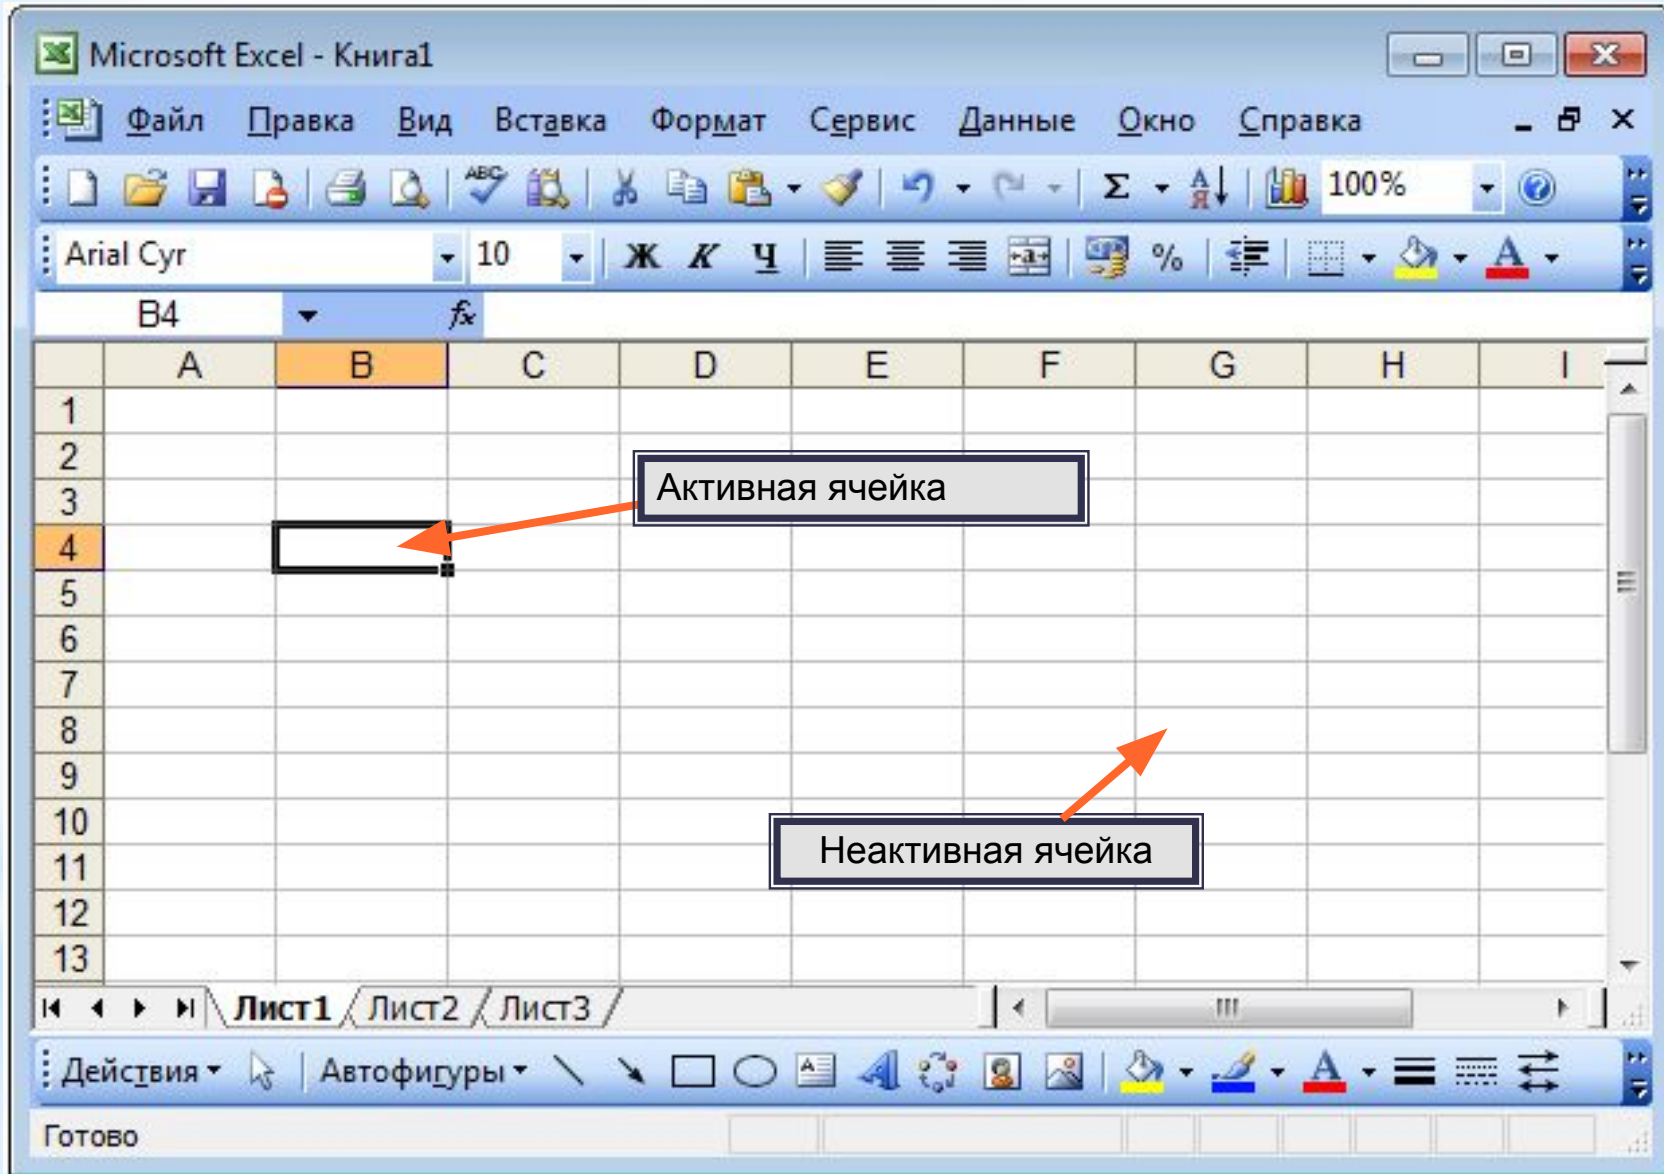 Microsoft Excel - Книга1
Файл Правка Вид Вставка Формат Сервис Данные Окно Справка
ABC Σ А Я 100% ?
Arial Cyr 10 Ж К Ч a % A
B4 fx
A B C D E F G H I
1
2
Активная ячейка
3
4
5
6
7
8
9
10
Неактивная ячейка
11
12
13
Лист1 Лист2 Лист3
Действия Автофигуры A A A
Готово